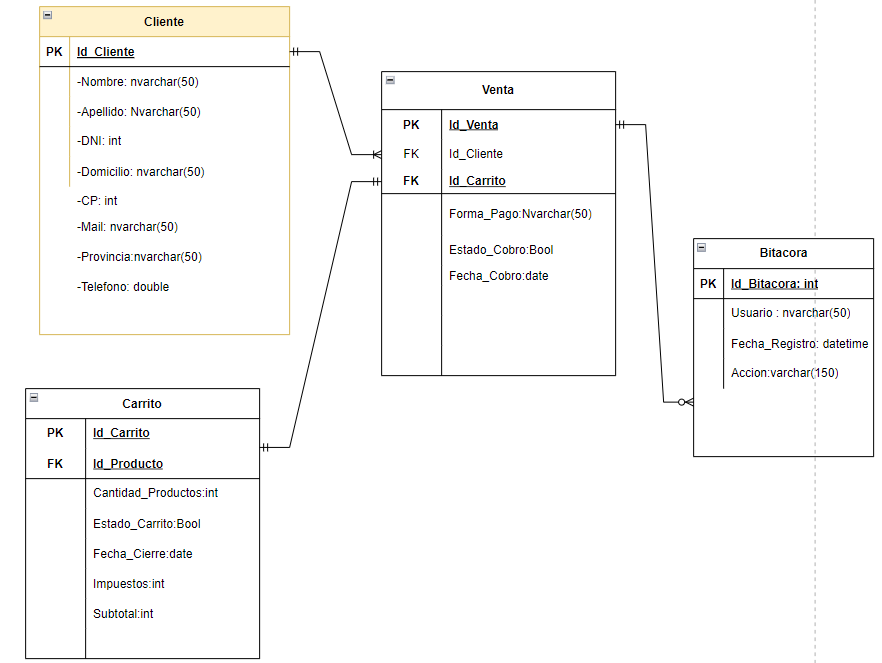 Cliente
PK Id_Cliente
-Nombre: nvarchar(50)
-Apellido: Nvarchar(50)
-DNI: int
-Domicilio: nvarchar(50)
-CP: int
-Mail: nvarchar(50)
-Provincia:nvarchar(50)
-Telefono: double
Venta
PK Id_Venta
FK Id_Cliente
FK Id_Carrito
Forma_Pago:Nvarchar(50)
Estado_Cobro:Bool
Fecha_Cobro:date
Bitacora
PK Id_Bitacora: int
Usuario : nvarchar(50)
Fecha_Registro: datetime
Accion:varchar(150)
Carrito
PK Id_Carrito
FK Id_Producto
Cantidad_Productos:int
Estado_Carrito:Bool
Fecha_Cierre:date
Impuestos:int
Subtotal:int